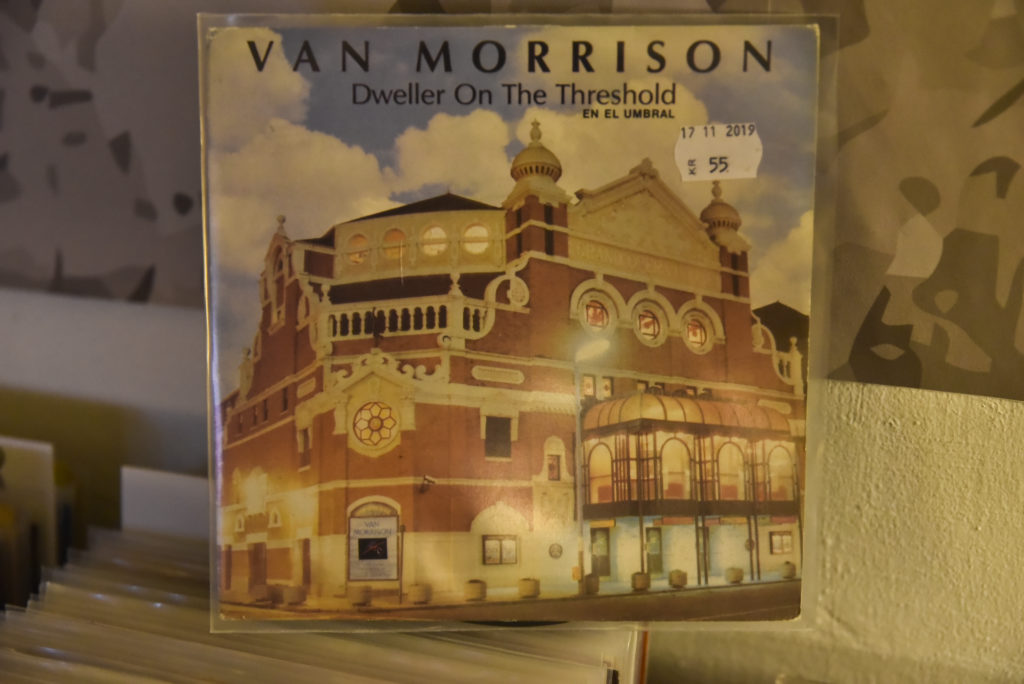 VAN MORRISON
Dweller On The Threshold
EN EL UMBRAL
17 11 2019
KR 55
VAN
MORRISON